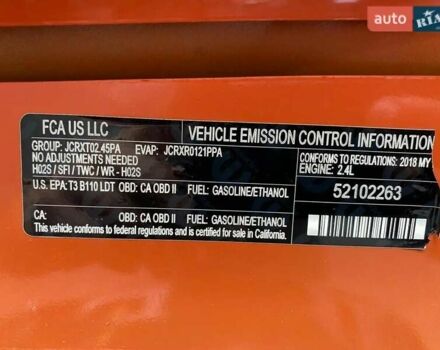 auto RIA
FCA US LLC
VEHICLE EMISSION CONTROL INFORMATION
GROUP: JCRXT02.45PA EVAP: JCRXR0121PPA
NO ADJUSTMENTS NEEDED
H02S / SFI / TWC / WR - H02S
CONFORMS TO REGULATIONS: 2018 MY
ENGINE: 2.4L
U.S. EPA: T3 B110 LDT OBD: CA OBD II FUEL: GASOLINE/ETHANOL
52102263
CA: OBD: CA OBD II FUEL: GASOLINE/ETHANOL
This vehicle conforms to federal regulations and is certified for sale in California.